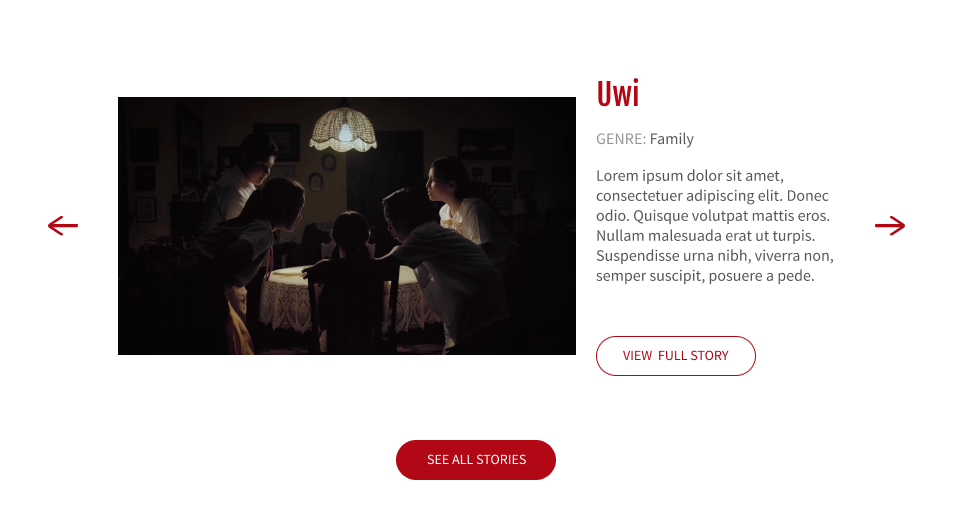 Uwi
GENRE: Family
Lorem ipsum dolor sit amet,
consectetuer adipiscing elit. Donec
odio. Quisque volutpat mattis eros.
Nullam malesuada erat ut turpis.
Suspendisse urna nibh, viverra non,
semper suscipit, posuere a pede.
VIEW  FULL STORY
SEE ALL STORIES